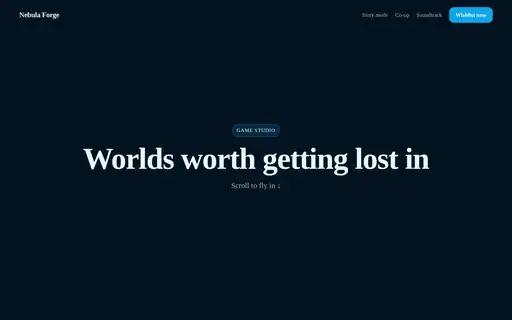 Nebula Forge
Story mode
Co-op
Soundtrack
Wishlist now
GAME STUDIO
Worlds worth getting lost in
Scroll to fly in ↓